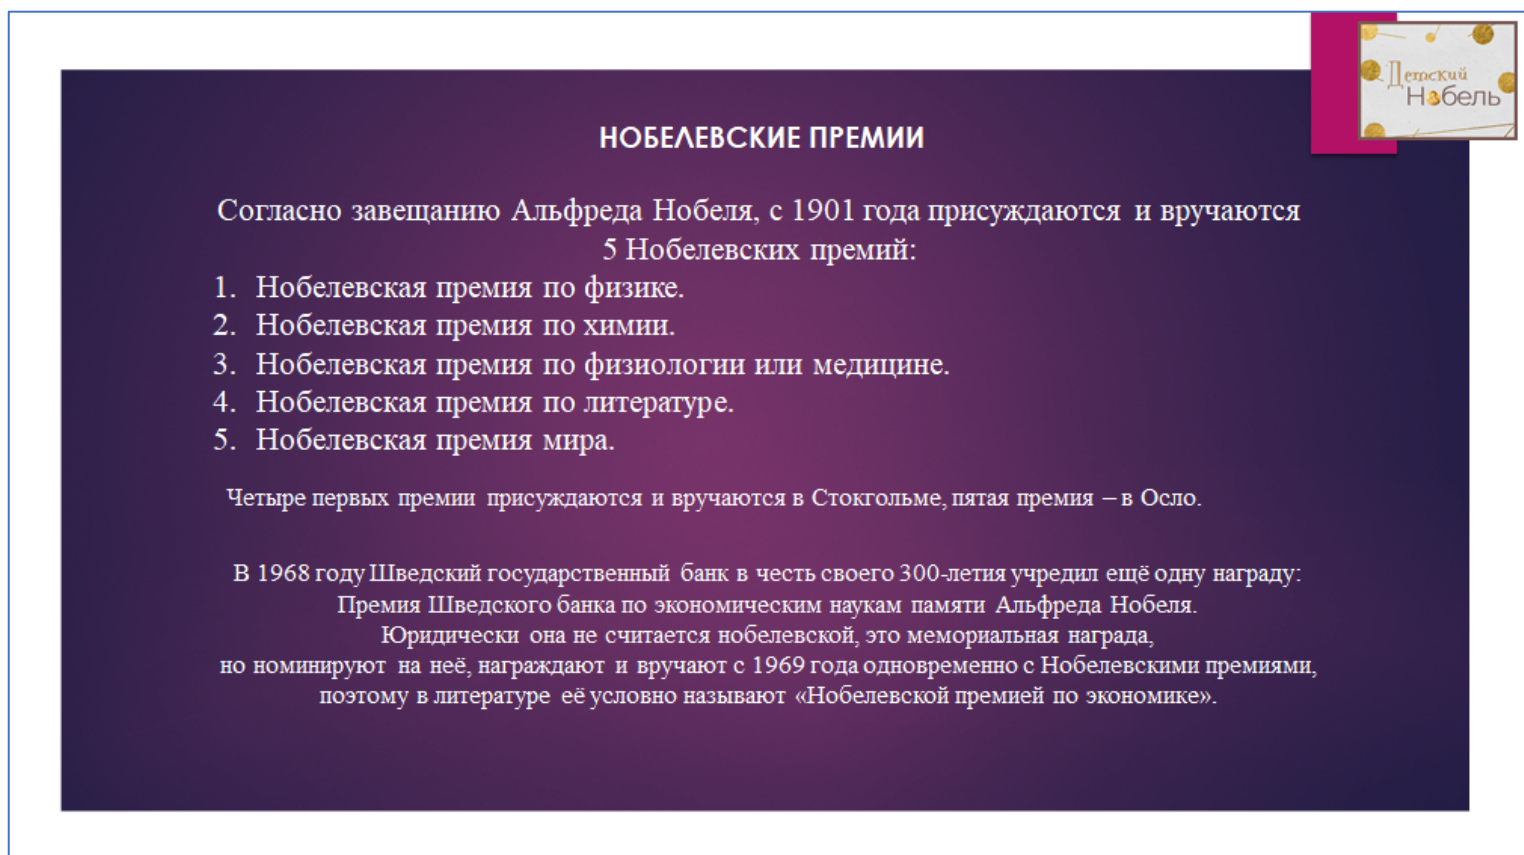 Детский
Нобель
НОБЕЛЕВСКИЕ ПРЕМИИ
Согласно завещанию Альфреда Нобеля, с 1901 года присуждаются и вручаются
5 Нобелевских премий:
1. Нобелевская премия по физике.
2. Нобелевская премия по химии.
3. Нобелевская премия по физиологии или медицине.
4. Нобелевская премия по литературе.
5. Нобелевская премия мира.
Четыре первых премии присуждаются и вручаются в Стокгольме, пятая премия – в Осло.
В 1968 году Шведский государственный банк в честь своего 300-летия учредил ещё одну награду:
Премия Шведского банка по экономическим наукам памяти Альфреда Нобеля.
Юридически она не считается нобелевской, это мемориальная награда,
но номинируют на неё, награждают и вручают с 1969 года одновременно с Нобелевскими премиями,
поэтому в литературе её условно называют «Нобелевской премией по экономике».